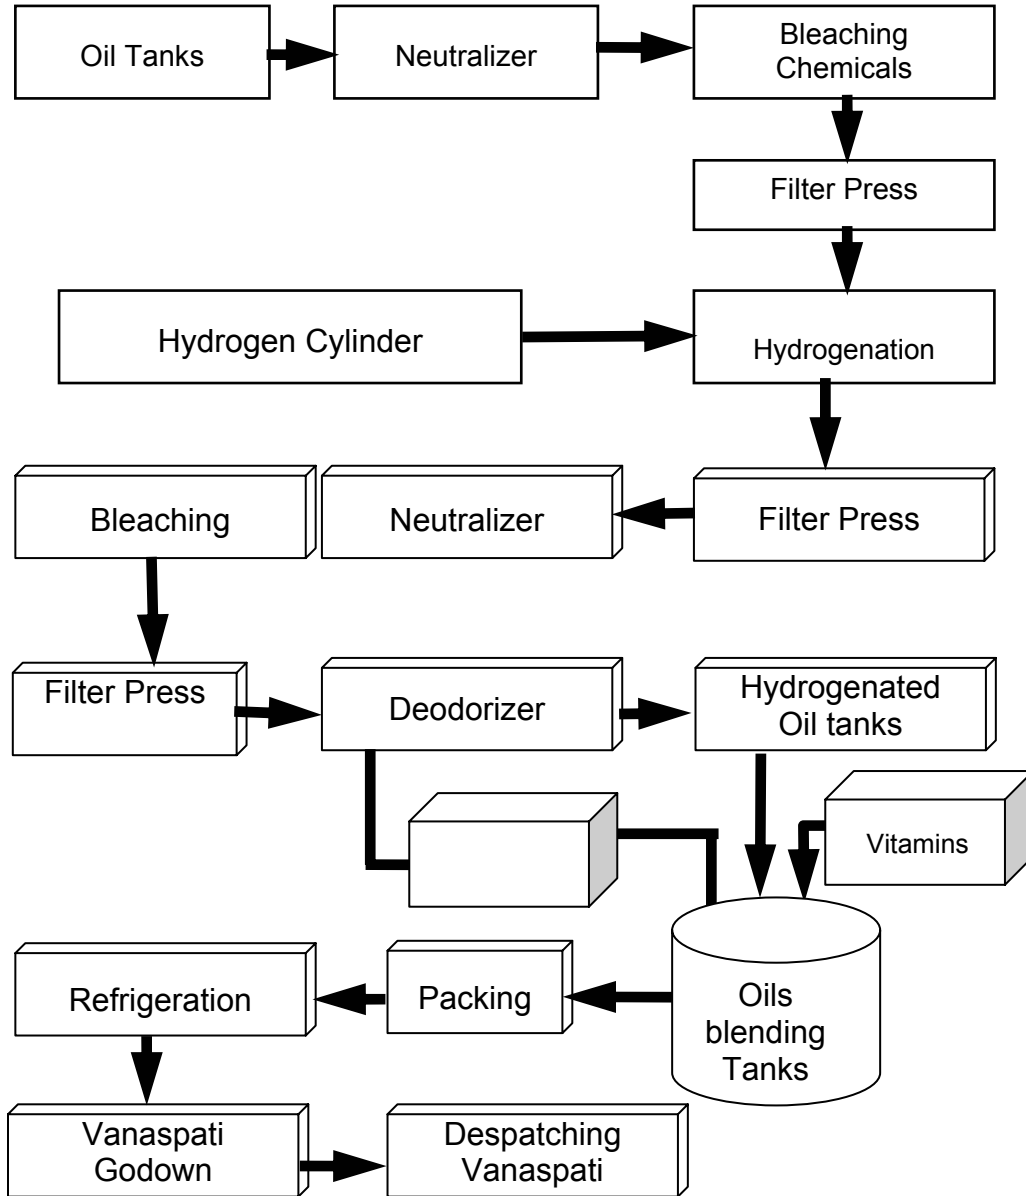 Oil Tanks
Neutralizer
Bleaching
Chemicals
Filter Press
Hydrogen Cylinder
Hydrogenation
Bleaching
Neutralizer
Filter Press
Filter Press
Deodorizer
Hydrogenated
Oil tanks
Vitamins
Refrigeration
Packing
Oils
blending
Tanks
Vanaspati
Godown
Despatching
Vanaspati